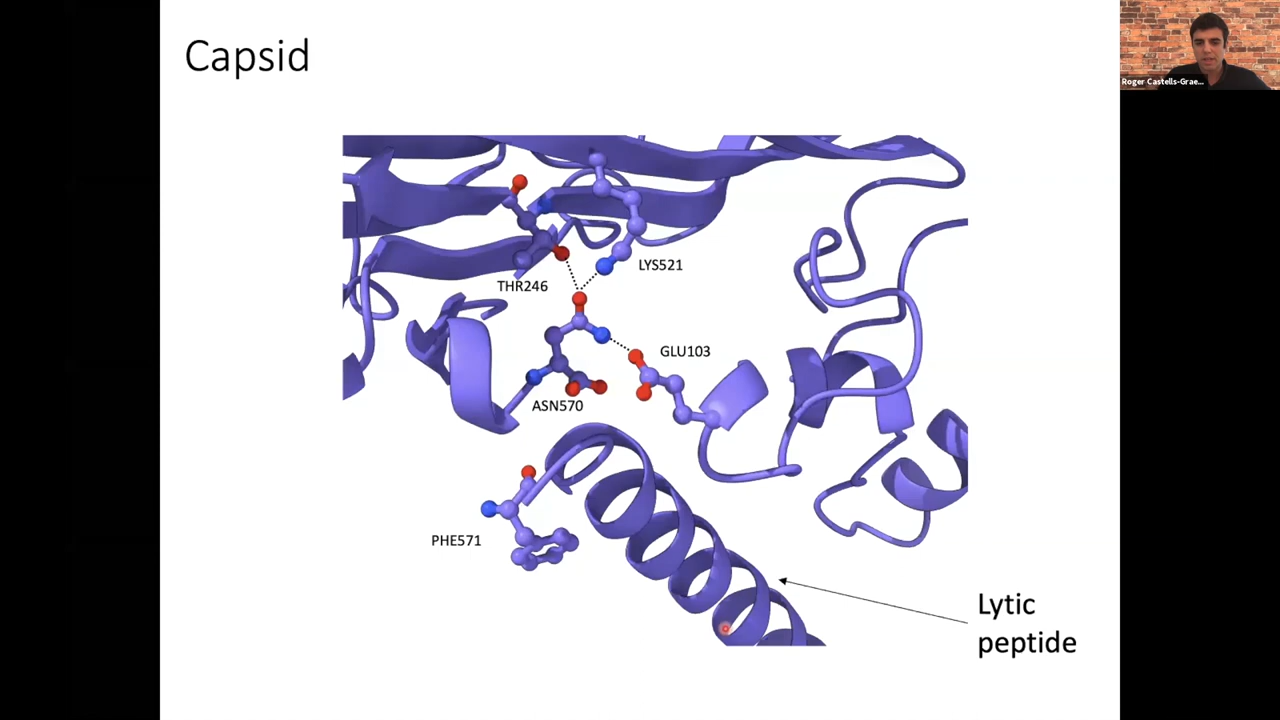 Capsid
Roger Castells-Grae...
LYS521
THR246
GLU103
ASN570
PHE571
Lytic
peptide